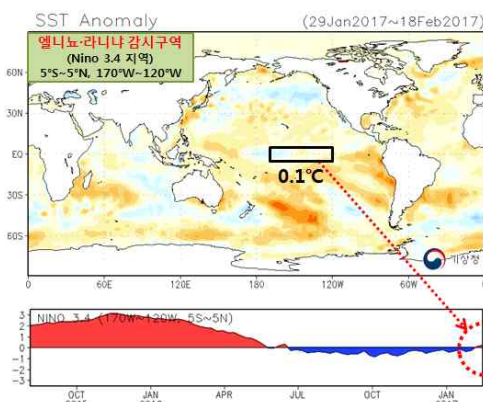 SST Anomaly (29Jan2017~18Feb2017)
엘니뇨·라니냐 감시구역
(Nino 3.4 지역)
5°S~5°N, 170°W~120°W
60N
30N
EQ
0.1℃
30S
60S
기상청
0 60E 120E 180 120W 60W 0
NINO 3.4 (170W~120W, 5S~5N)
3
2
1
0
-1
-2
-3
OCT JAN APR JUL OCT JAN
2017